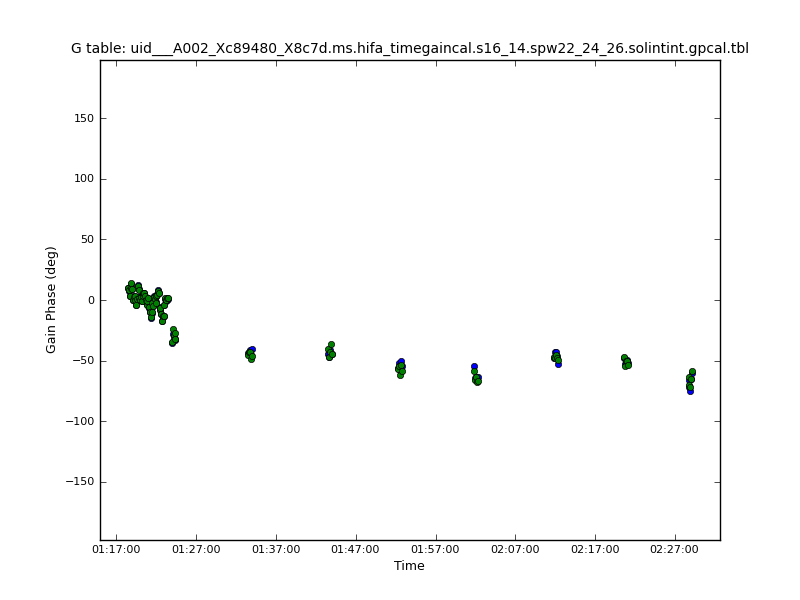 G table: uid___A002_Xc89480_X8c7d.ms.hifa_timegaincal.s16_14.spw22_24_26.solintint.gpcal.tbl
Gain Phase (deg)
150
100
50
0
−50
−100
−150
01:17:00 01:27:00 01:37:00 01:47:00 01:57:00 02:07:00 02:17:00 02:27:00
Time